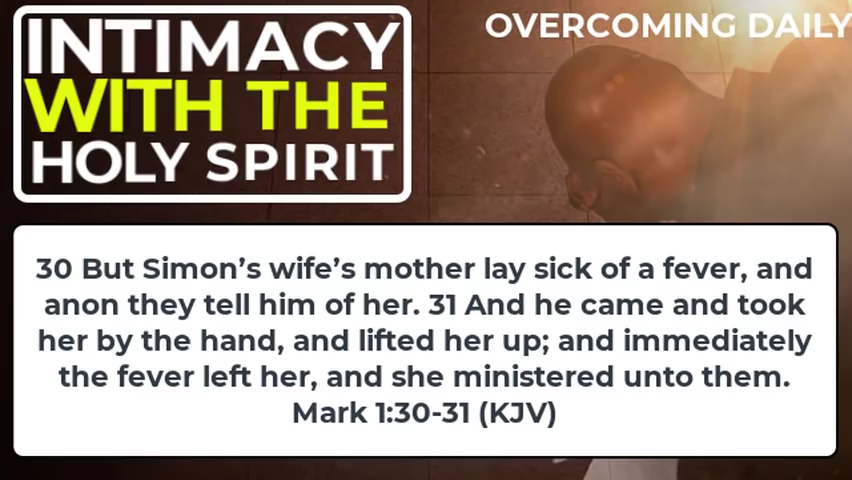 INTIMACY
WITH THE
HOLY SPIRIT
OVERCOMING DAILY
30 But Simon’s wife’s mother lay sick of a fever, and
anon they tell him of her. 31 And he came and took
her by the hand, and lifted her up; and immediately
the fever left her, and she ministered unto them.
Mark 1:30-31 (KJV)